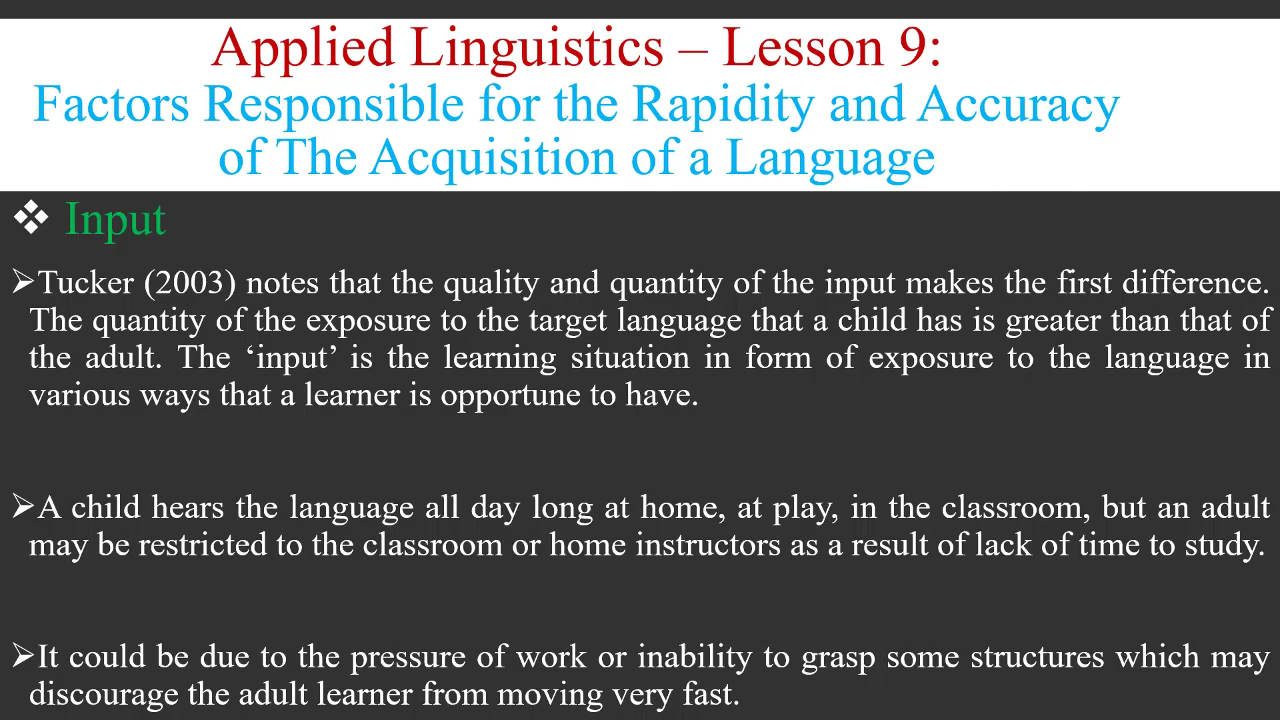 Applied Linguistics – Lesson 9:
Factors Responsible for the Rapidity and Accuracy
of The Acquisition of a Language
❖ Input
➢Tucker (2003) notes that the quality and quantity of the input makes the first difference.
The quantity of the exposure to the target language that a child has is greater than that of
the adult. The ‘input’ is the learning situation in form of exposure to the language in
various ways that a learner is opportune to have.
➢A child hears the language all day long at home, at play, in the classroom, but an adult
may be restricted to the classroom or home instructors as a result of lack of time to study.
➢It could be due to the pressure of work or inability to grasp some structures which may
discourage the adult learner from moving very fast.